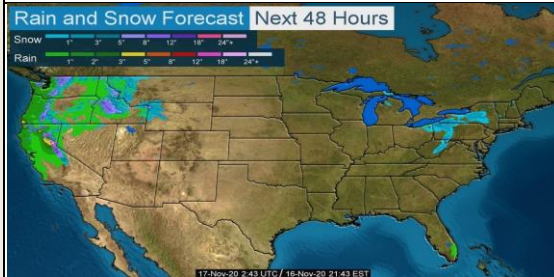 Rain and Snow Forecast Next 48 Hours
Snow 1" 3" 5" 8" 12" 18" 24"+
Rain 1" 2" 3" 5" 8" 12" 18" 24"+
17-Nov-20 2:43 UTC / 16-Nov-20 21:43 EST